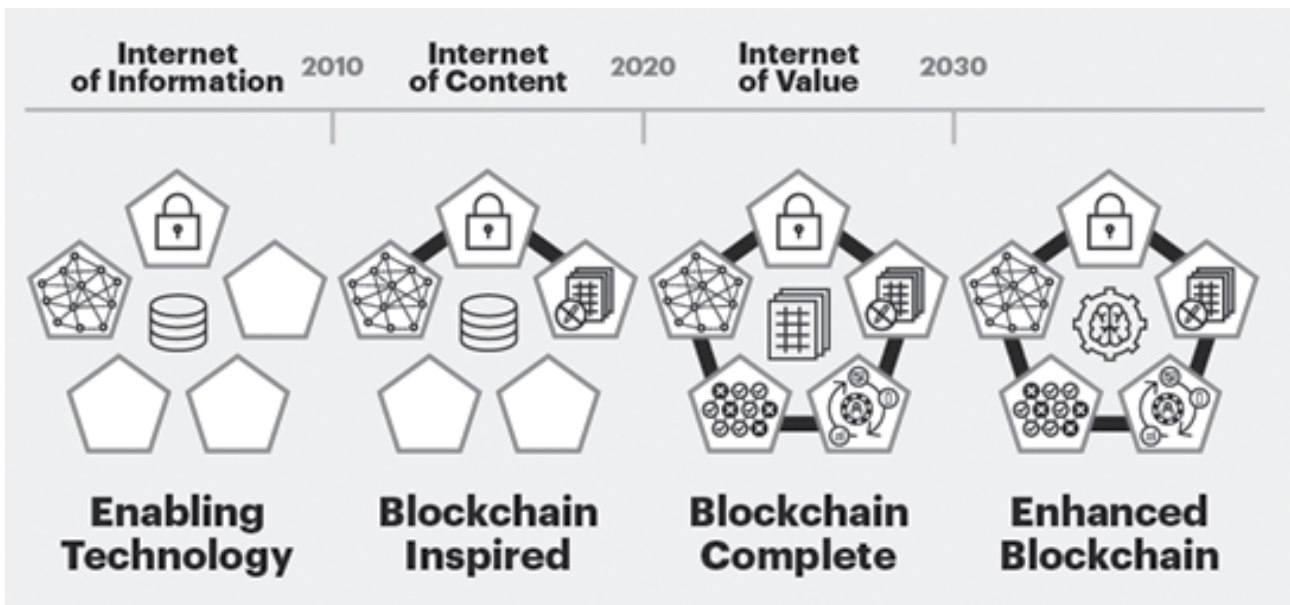 Internet
of Information
2010
Internet
of Content
2020
Internet
of Value
2030
Enabling
Technology
Blockchain
Inspired
Blockchain
Complete
Enhanced
Blockchain